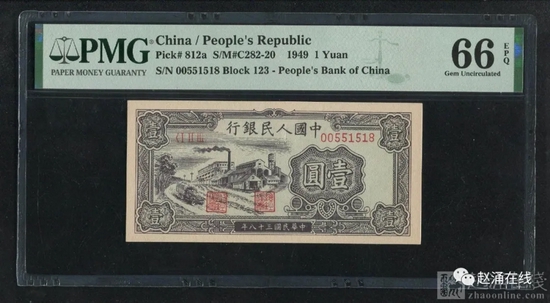 PMG
PAPER MONEY GUARANTY
China / People's Republic
Pick# 812a S/M#C282-20 1949 1 Yuan
S/N 00551518 Block 123 - People's Bank of China
66 EPQ
Gem Uncirculated
行銀民人國中
00551518
壹
壹
圓壹
壹
壹
年八十三國民華中
赵涌在线
zhaoonline.com